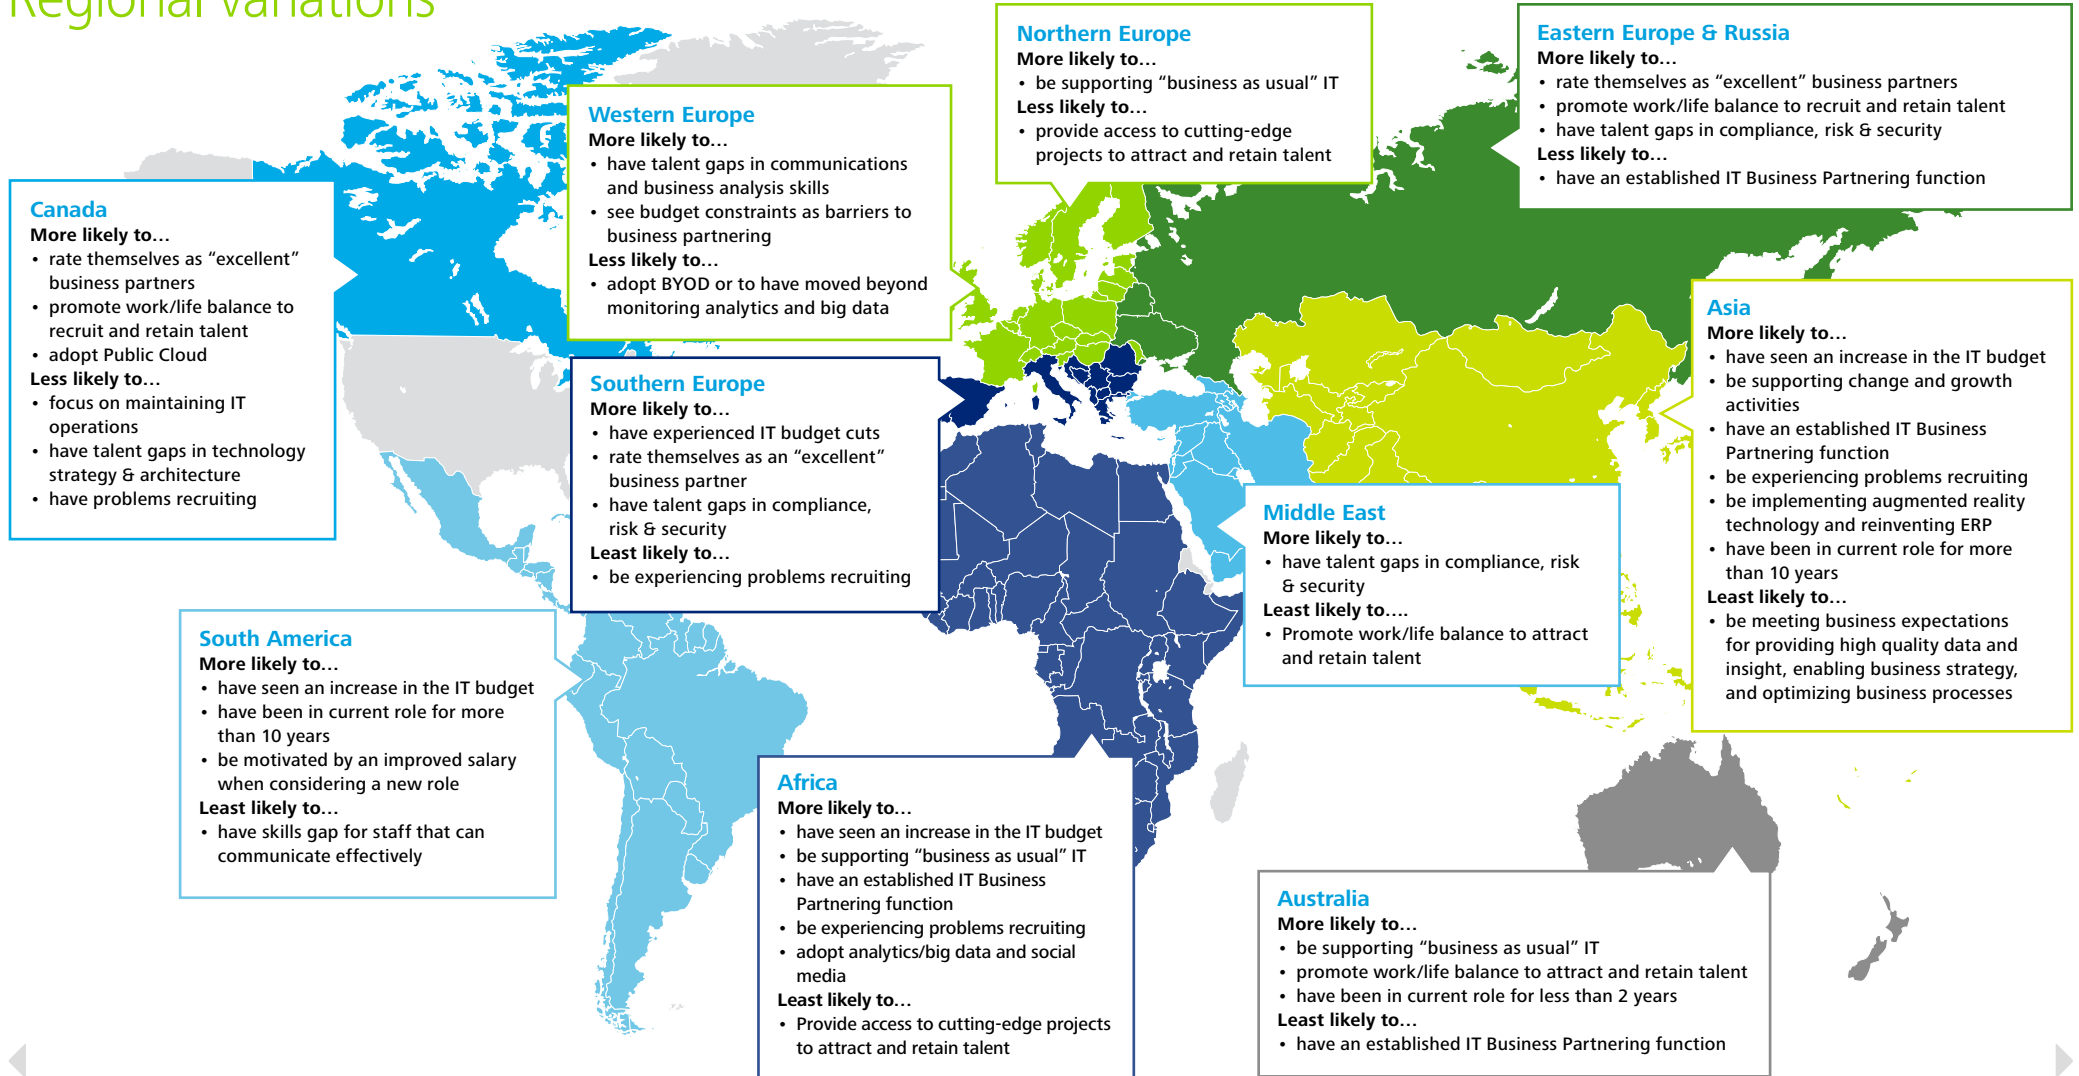 Regional variations
Northern Europe
More likely to…
• be supporting “business as usual” IT
Less likely to…
• provide access to cutting-edge
projects to attract and retain talent
Eastern Europe & Russia
More likely to…
• rate themselves as “excellent” business partners
• promote work/life balance to recruit and retain talent
• have talent gaps in compliance, risk & security
Less likely to…
• have an established IT Business Partnering function
Western Europe
More likely to…
• have talent gaps in communications
and business analysis skills
• see budget constraints as barriers to
business partnering
Less likely to…
• adopt BYOD or to have moved beyond
monitoring analytics and big data
Canada
More likely to…
• rate themselves as “excellent”
business partners
• promote work/life balance to
recruit and retain talent
• adopt Public Cloud
Less likely to…
• focus on maintaining IT
operations
• have talent gaps in technology
strategy & architecture
• have problems recruiting
Southern Europe
More likely to…
• have experienced IT budget cuts
• rate themselves as an “excellent”
business partner
• have talent gaps in compliance,
risk & security
Least likely to…
• be experiencing problems recruiting
Asia
More likely to…
• have seen an increase in the IT budget
• be supporting change and growth
activities
• have an established IT Business
Partnering function
• be experiencing problems recruiting
• be implementing augmented reality
technology and reinventing ERP
• have been in current role for more
than 10 years
Least likely to…
• be meeting business expectations
for providing high quality data and
insight, enabling business strategy,
and optimizing business processes
Middle East
More likely to…
• have talent gaps in compliance, risk
& security
Least likely to….
• Promote work/life balance to attract
and retain talent
South America
More likely to…
• have seen an increase in the IT budget
• have been in current role for more
than 10 years
• be motivated by an improved salary
when considering a new role
Least likely to…
• have skills gap for staff that can
communicate effectively
Africa
More likely to…
• have seen an increase in the IT budget
• be supporting “business as usual” IT
• have an established IT Business
Partnering function
• be experiencing problems recruiting
• adopt analytics/big data and social
media
Least likely to…
• Provide access to cutting-edge projects
to attract and retain talent
Australia
More likely to…
• be supporting “business as usual” IT
• promote work/life balance to attract and retain talent
• have been in current role for less than 2 years
Least likely to…
• have an established IT Business Partnering function